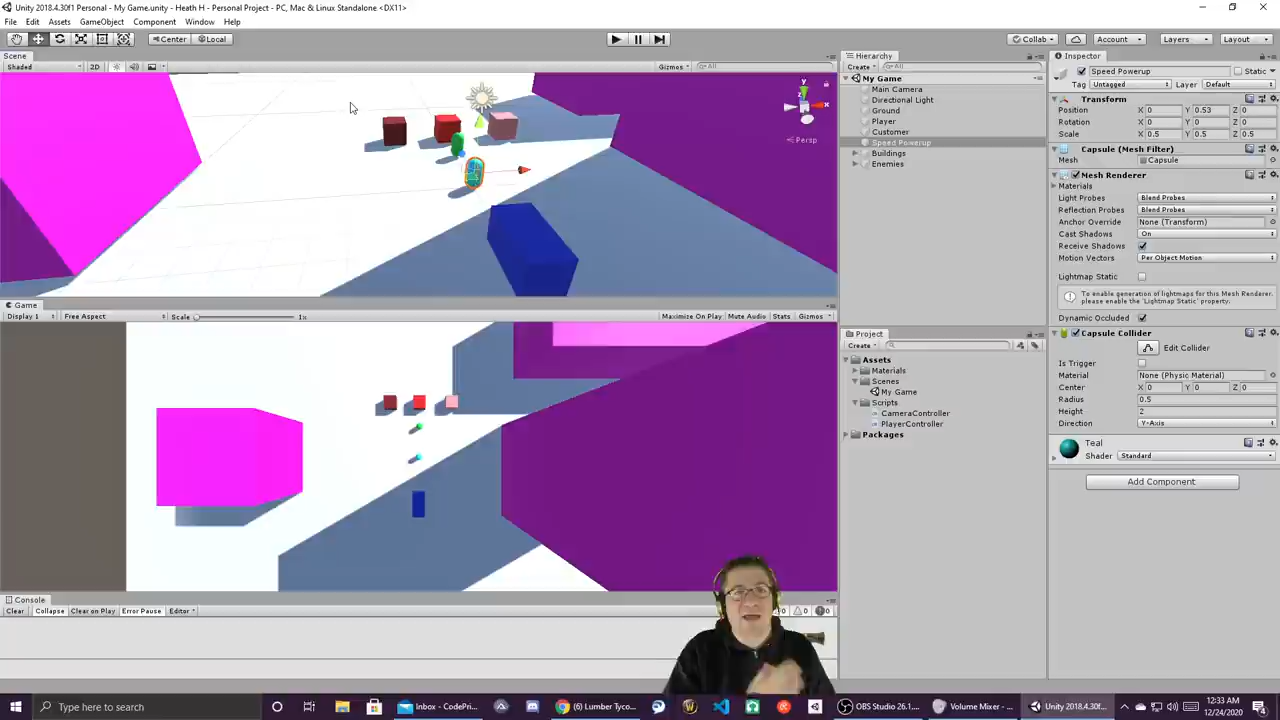 Unity 2018.4.30f1 Personal - My Game.unity - Heath H - Personal Project - PC, Mac & Linux Standalone <DX11>
File Edit Assets GameObject Component Window Help
Center Local Collab Account Layers Layout
Scene
Shaded 2D Gizmos All
Persp
Game
Display 1 Free Aspect Scale 1x Maximize On Play Mute Audio Stats Gizmos
Console
Clear Collapse Clear on Play Error Pause Editor 0 0 0
Hierarchy
Create All
My Game
Main Camera
Directional Light
Ground
Player
Customer
Speed Powerup
Buildings
Enemies
Project
Create
Assets
Materials
Scenes
My Game
Scripts
CameraController
PlayerController
Packages
Inspector
Speed Powerup Static
Tag Untagged Layer Default
Transform
Position X 0 Y 0.53 Z 0
Rotation X 0 Y 0 Z 0
Scale X 0.5 Y 0.5 Z 0.5
Capsule (Mesh Filter)
Mesh Capsule
Mesh Renderer
Materials
Light Probes Blend Probes
Reflection Probes Blend Probes
Anchor Override None (Transform)
Cast Shadows On
Receive Shadows
Motion Vectors Per Object Motion
Lightmap Static
To enable generation of lightmaps for this Mesh Renderer, please enable the 'Lightmap Static' property.
Dynamic Occluded
Capsule Collider
Edit Collider
Is Trigger
Material None (Physic Material)
Center X 0 Y 0 Z 0
Radius 0.5
Height 2
Direction Y-Axis
Teal
Shader Standard
Add Component
Type here to search
Inbox - CodePri...
(6) Lumber Tyco...
OBS Studio 26.1...
Volume Mixer - ...
Unity 2018.4.30f...
12:33 AM
12/24/2020